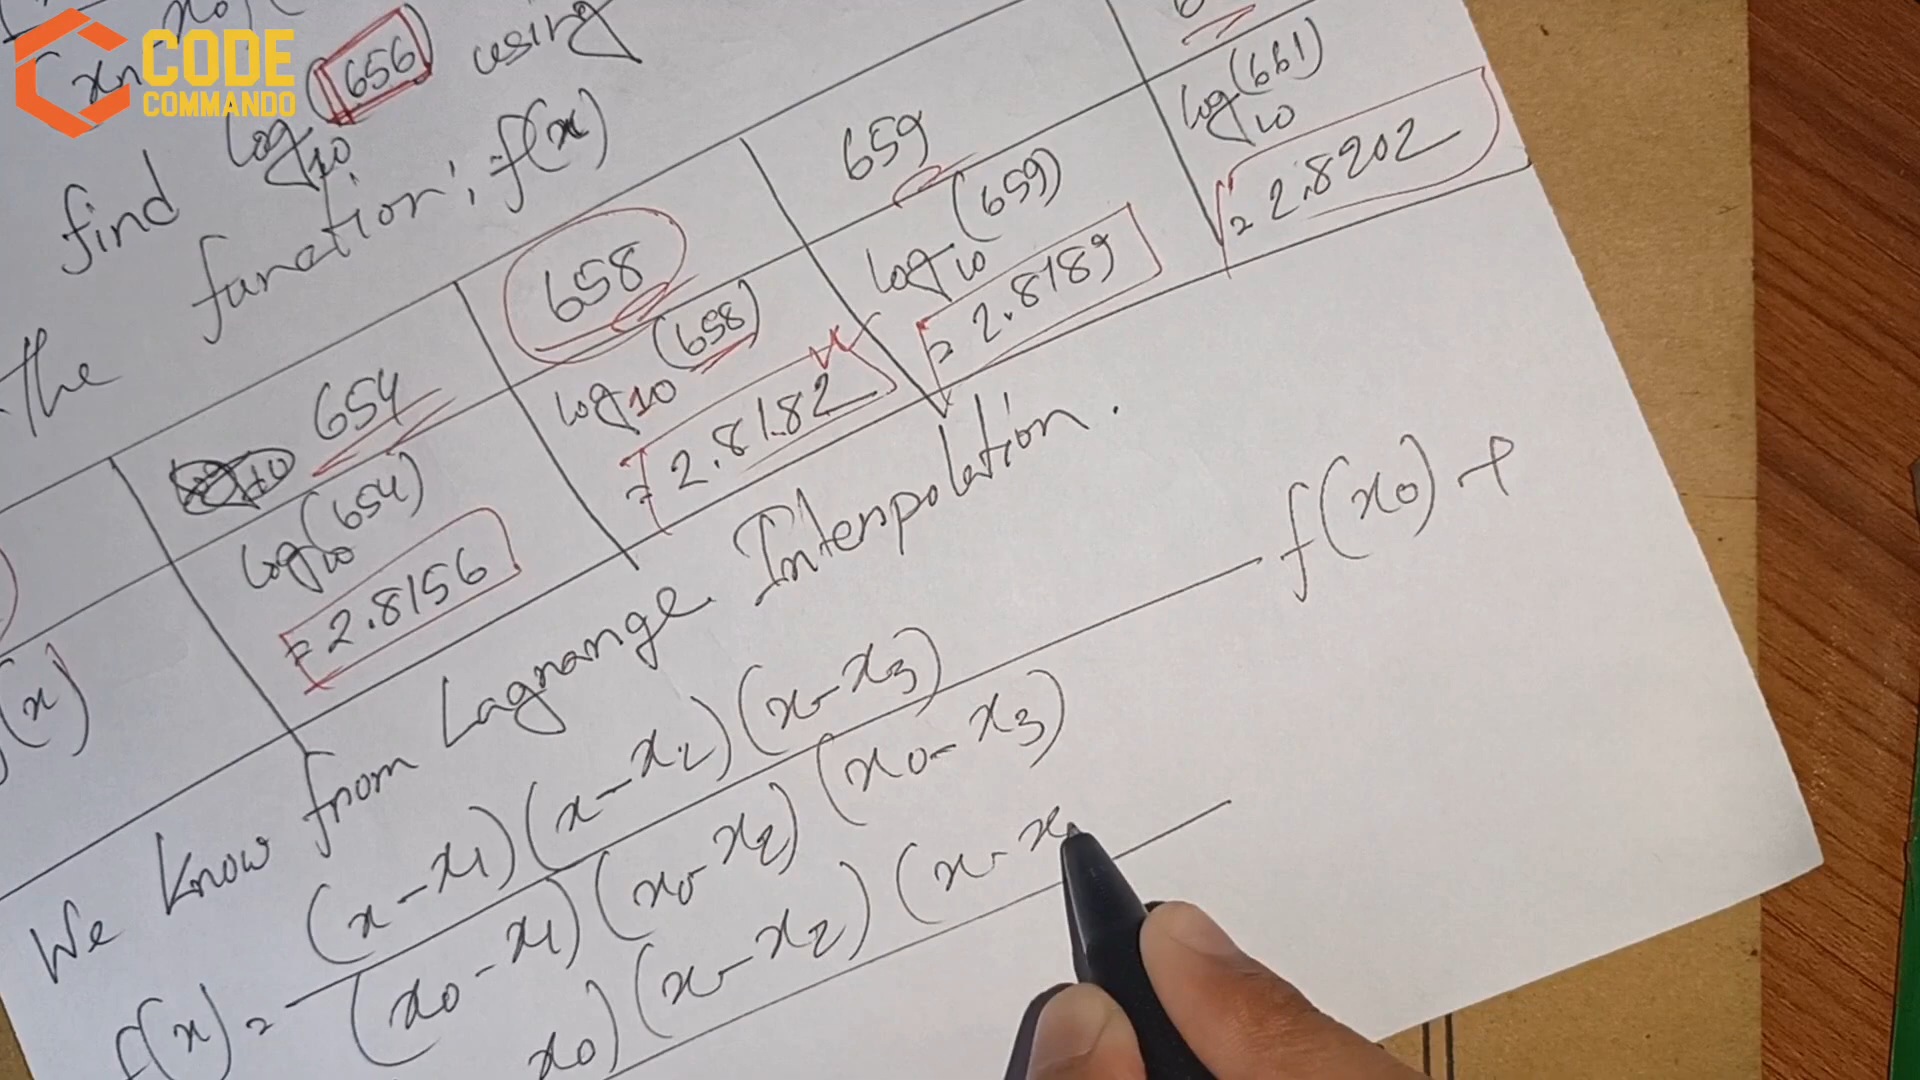 CODE
COMMANDO
find log10(656) using
the function; f(x)
654 658 659
f(x) log10(654) = 2.8156 log10(658) = 2.8182 log10(659) = 2.8189 log10(661) = 2.8202
We know from Lagrange Interpolation.
f(x) = (x-x1)(x-x2)(x-x3)
(x0-x1)(x0-x2)(x0-x3) f(x0) +
x0)(x-x2)(x-x